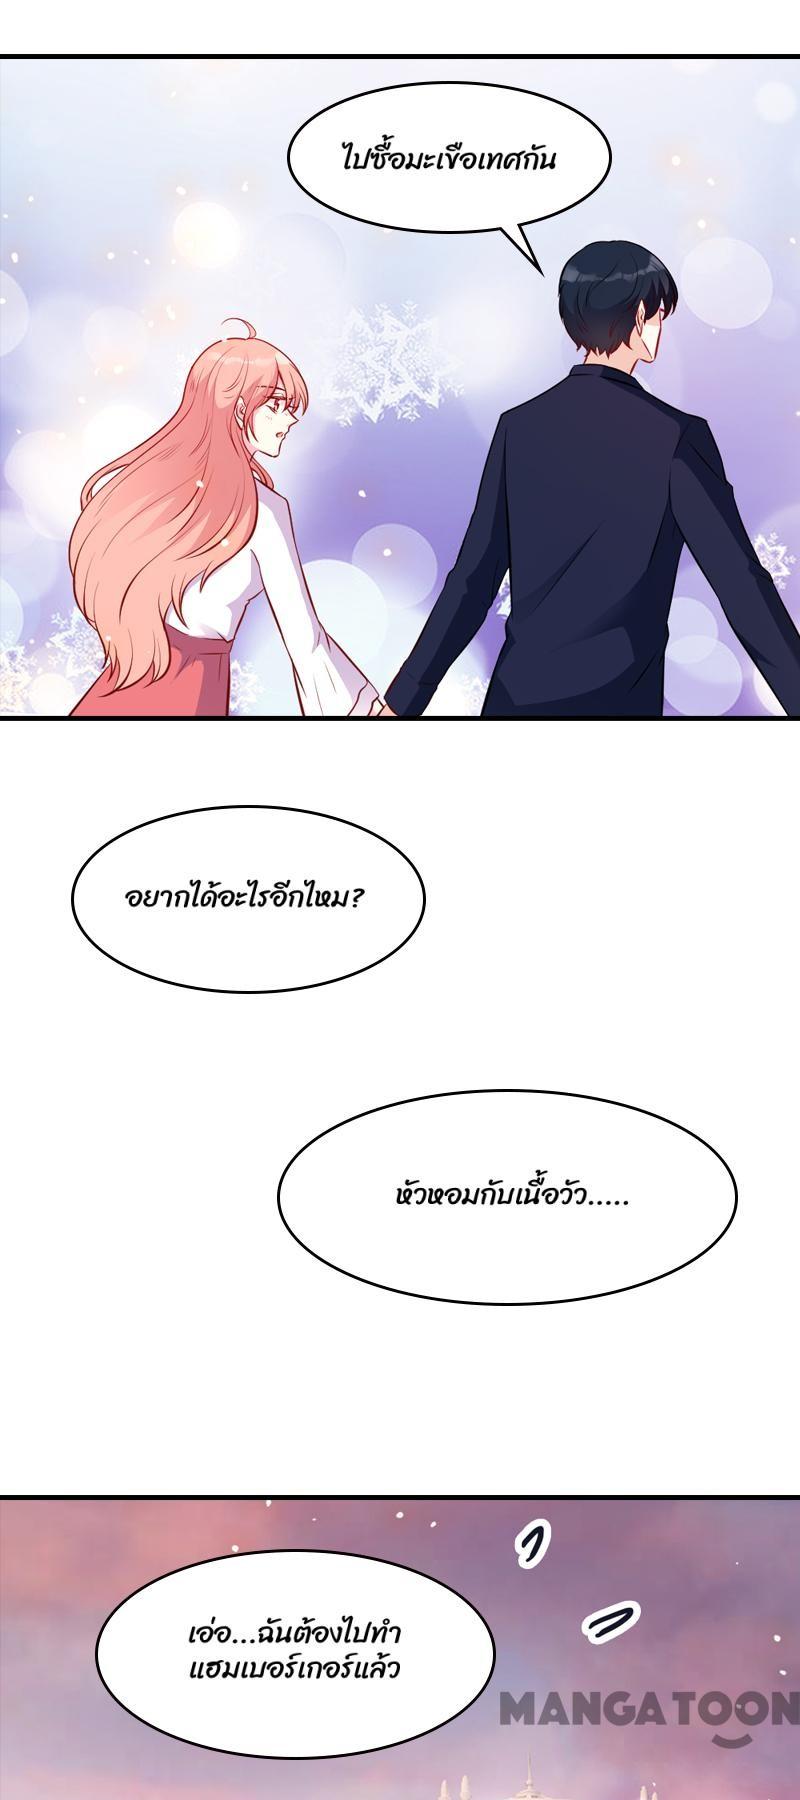 ไปซื้อมะเขือเทศกัน
อยากได้อะไรอีกไหม?
หัวหอมกับเนื้อวัว.....
เอ่อ...ฉันต้องไปทำ
แฮมเบอร์เกอร์แล้ว
MANGATOON